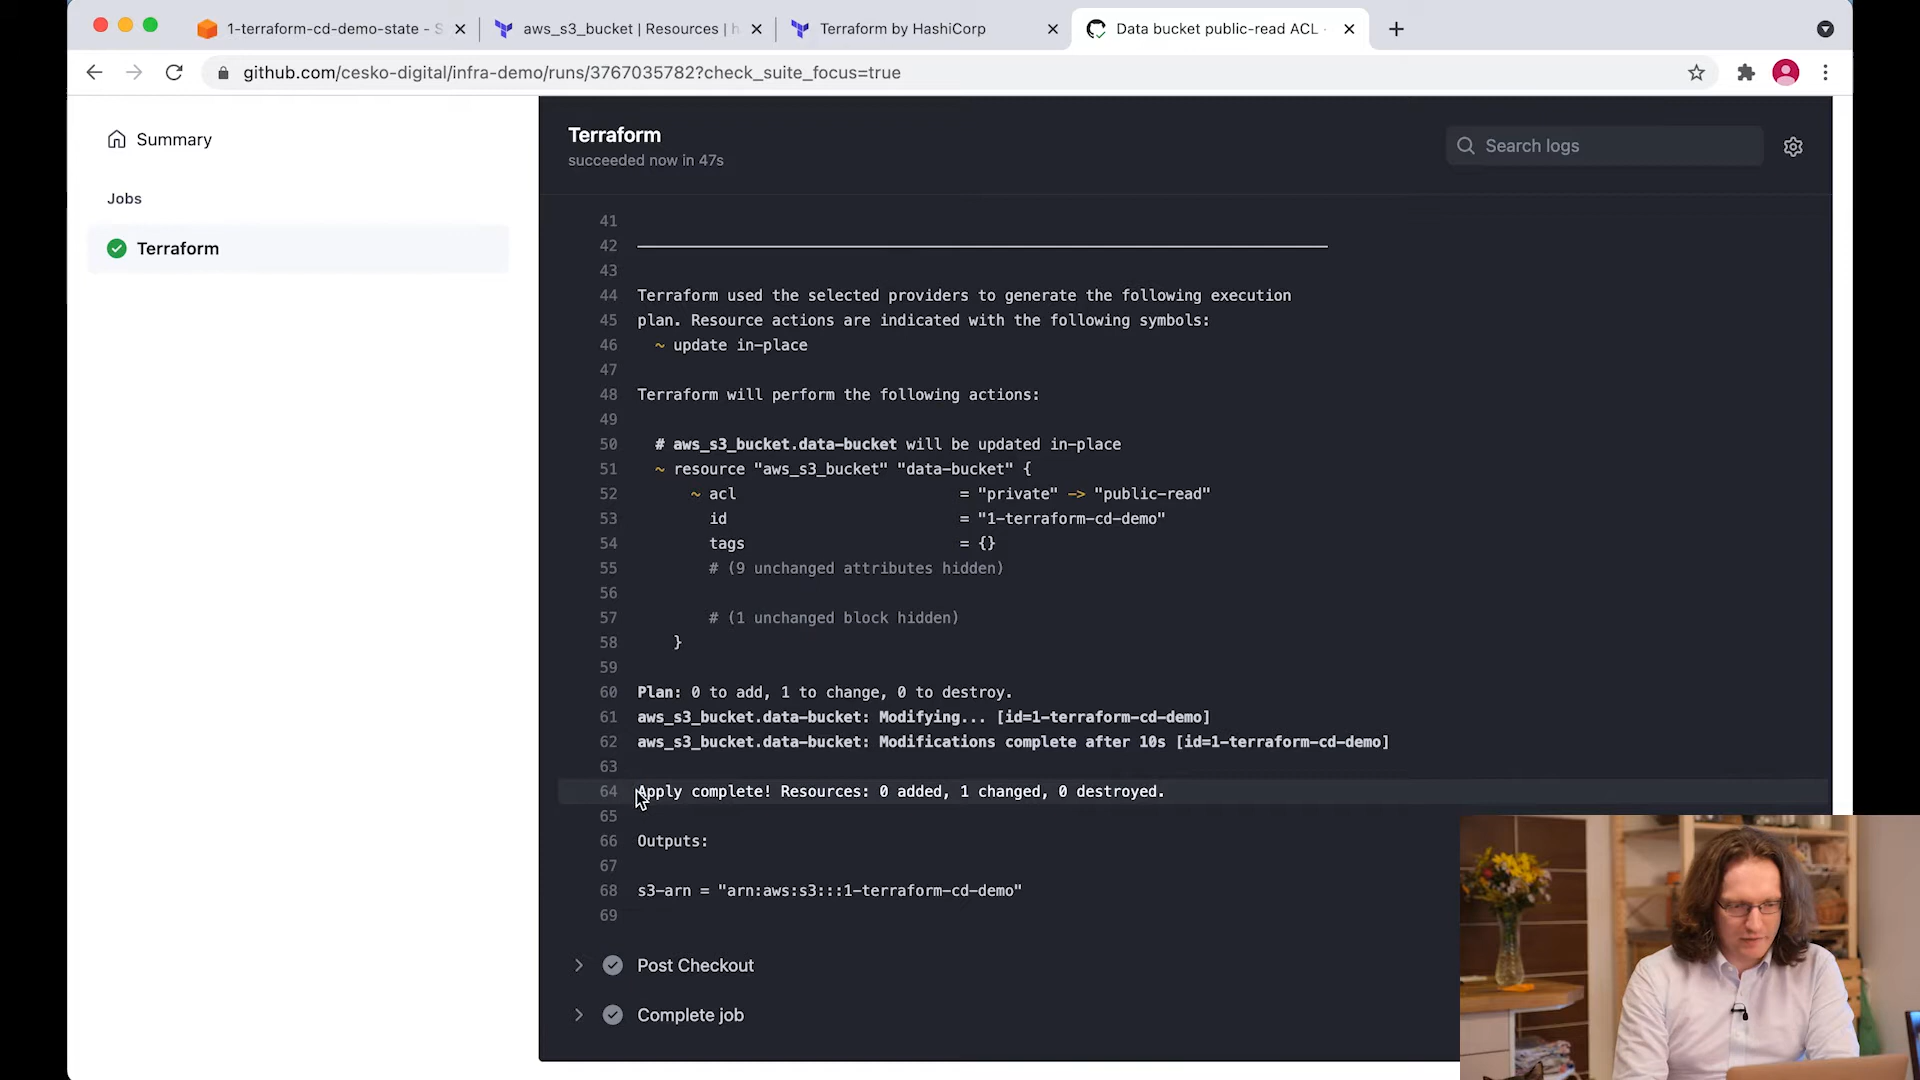 1-terraform-cd-demo-state - S
aws_s3_bucket | Resources | h
Terraform by HashiCorp
Data bucket public-read ACL ·
github.com/cesko-digital/infra-demo/runs/3767035782?check_suite_focus=true
Summary
Jobs
Terraform
Terraform
succeeded now in 47s
Search logs
41
42
43
44 Terraform used the selected providers to generate the following execution
45 plan. Resource actions are indicated with the following symbols:
46 ~ update in-place
47
48 Terraform will perform the following actions:
49
50 # aws_s3_bucket.data-bucket will be updated in-place
51 ~ resource "aws_s3_bucket" "data-bucket" {
52 ~ acl = "private" -> "public-read"
53 id = "1-terraform-cd-demo"
54 tags = {}
55 # (9 unchanged attributes hidden)
56
57 # (1 unchanged block hidden)
58 }
59
60 Plan: 0 to add, 1 to change, 0 to destroy.
61 aws_s3_bucket.data-bucket: Modifying... [id=1-terraform-cd-demo]
62 aws_s3_bucket.data-bucket: Modifications complete after 10s [id=1-terraform-cd-demo]
63
64 Apply complete! Resources: 0 added, 1 changed, 0 destroyed.
65
66 Outputs:
67
68 s3-arn = "arn:aws:s3:::1-terraform-cd-demo"
69
Post Checkout
Complete job